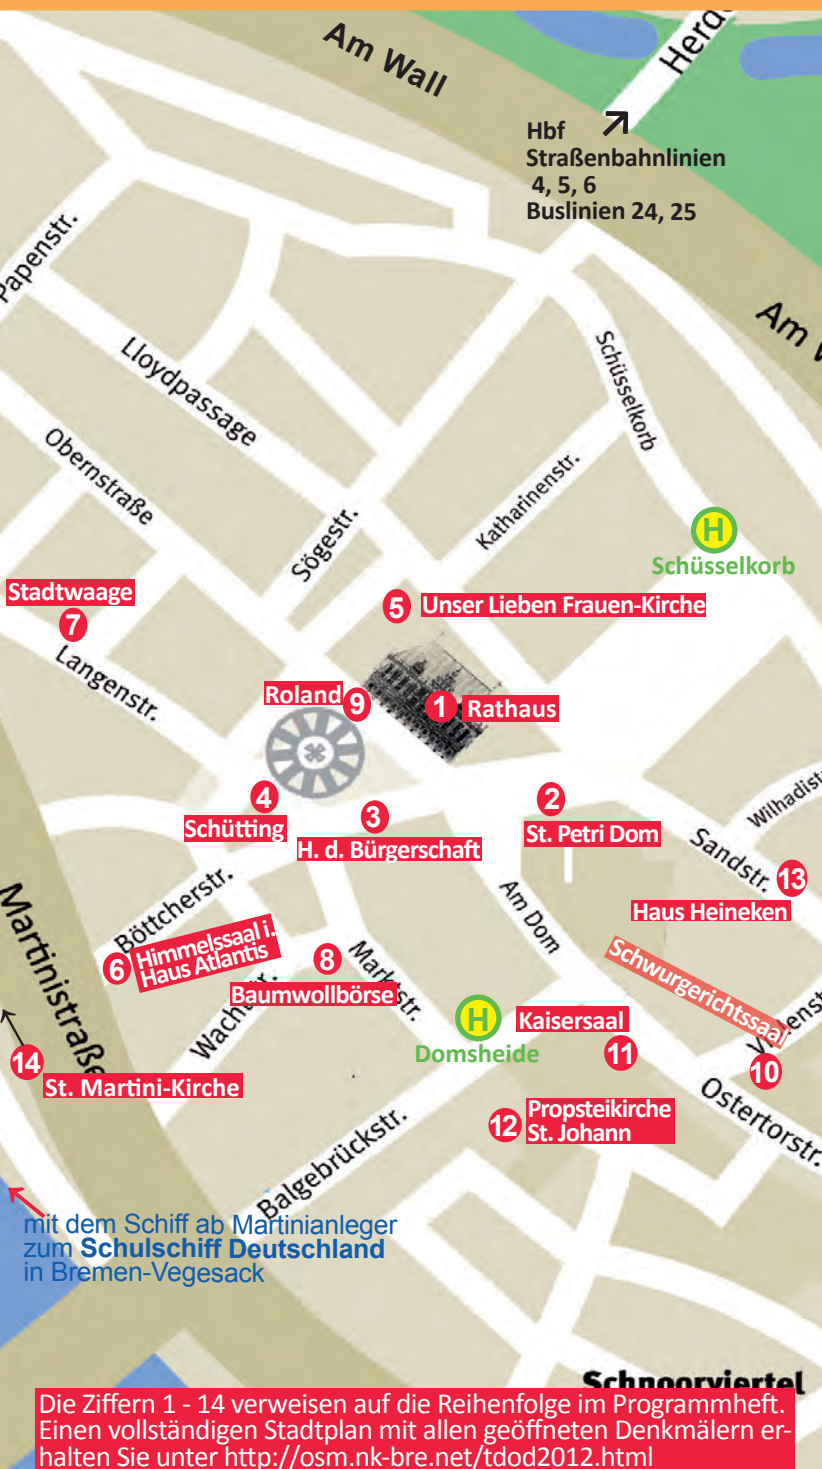 Am Wall
Herd
Hbf
Straßenbahnlinien
4, 5, 6
Buslinien 24, 25
Papenstr.
Am W
Lloydpassage
Schüsselkorb
Obernstraße
Katharinenstr.
Sögestr.
H
Schüsselkorb
Stadtwaage
7
5 Unser Lieben Frauen-Kirche
Langenstr.
Roland 9
1 Rathaus
4
Schütting
3
H. d. Bürgerschaft
2
St. Petri Dom
Wilhadistr
Sandstr.
13
Haus Heineken
Böttcherstr.
Am Dom
Martinistraße
6 Himmelssaal i.
Haus Atlantis
8
Baumwollbörse
Marktstr.
Schwurgerichtssaal
10
H
Domsheide
Kaisersaal
11
14
St. Martini-Kirche
Ostertorstr.
12 Propsteikirche
St. Johann
Balgebrückstr.
mit dem Schiff ab Martinianleger
zum Schulschiff Deutschland
in Bremen-Vegesack
Schnoorviertel
Die Ziffern 1 - 14 verweisen auf die Reihenfolge im Programmheft.
Einen vollständigen Stadtplan mit allen geöffneten Denkmälern er-
halten Sie unter http://osm.nk-bre.net/tdod2012.html